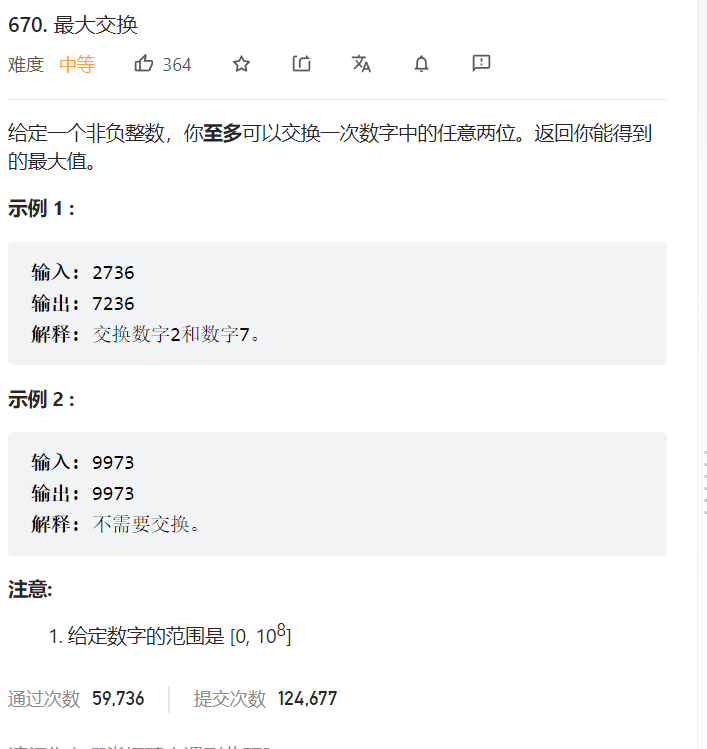 670. 最大交换
难度 中等 364
给定一个非负整数，你至多可以交换一次数字中的任意两位。返回你能得到
的最大值。
示例 1 :
输入: 2736
输出: 7236
解释: 交换数字2和数字7。
示例 2 :
输入: 9973
输出: 9973
解释: 不需要交换。
注意:
1. 给定数字的范围是 [0, 10⁸]
通过次数 59,736 提交次数 124,677